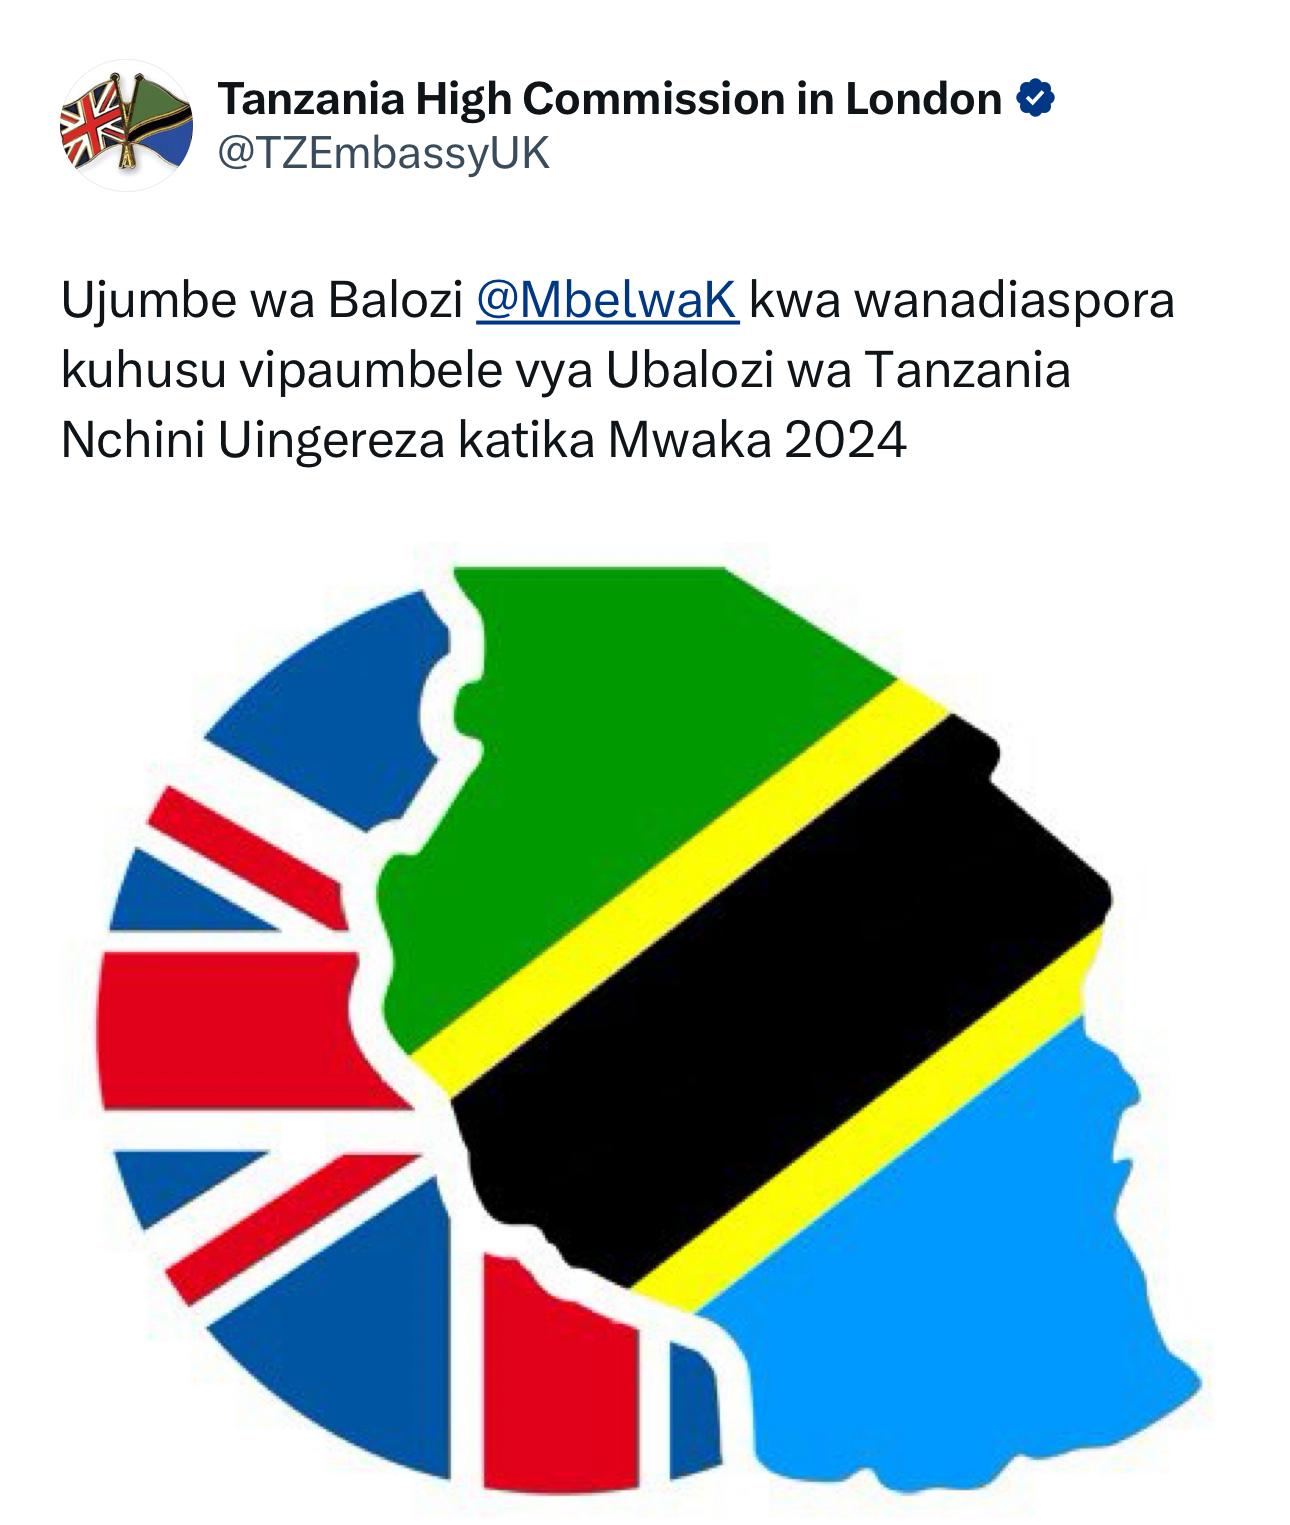 Tanzania High Commission in London
@TZEmbassyUK
Ujumbe wa Balozi @MbelwaK kwa wanadiaspora
kuhusu vipaumbele vya Ubalozi wa Tanzania
Nchini Uingereza katika Mwaka 2024